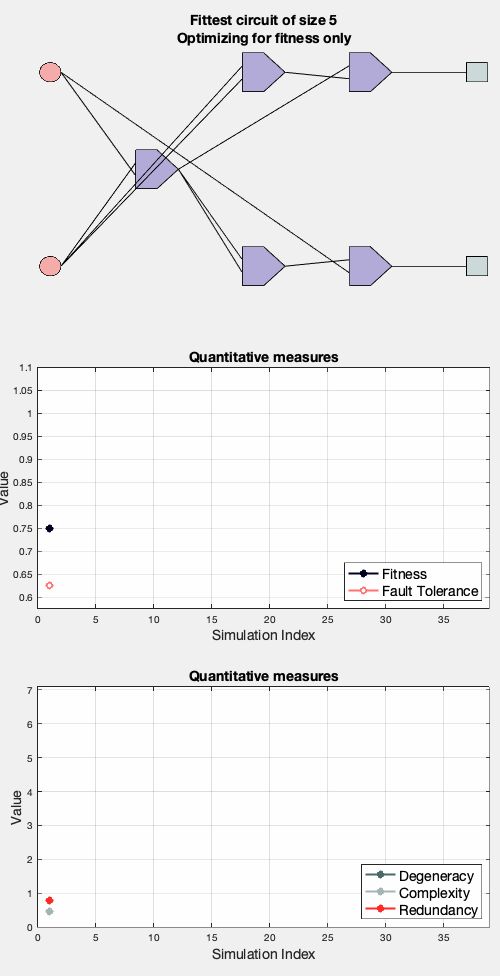 Fittest circuit of size 5
Optimizing for fitness only
Quantitative measures
1.1
1.05
1
0.95
0.9
0.85
0.8
0.75
0.7
0.65
0.6
Value
Fitness
Fault Tolerance
0 5 10 15 20 25 30 35
Simulation Index
Quantitative measures
7
6
5
4
3
2
1
0
Value
Degeneracy
Complexity
Redundancy
0 5 10 15 20 25 30 35
Simulation Index